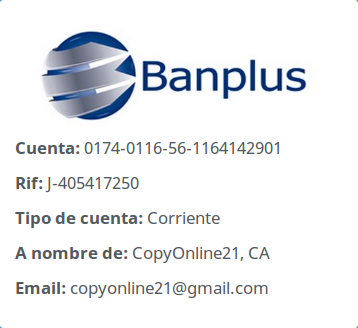 Banplus
Cuenta: 0174-0116-56-1164142901
Rif: J-405417250
Tipo de cuenta: Corriente
A nombre de: CopyOnline21, CA
Email: copyonline21@gmail.com